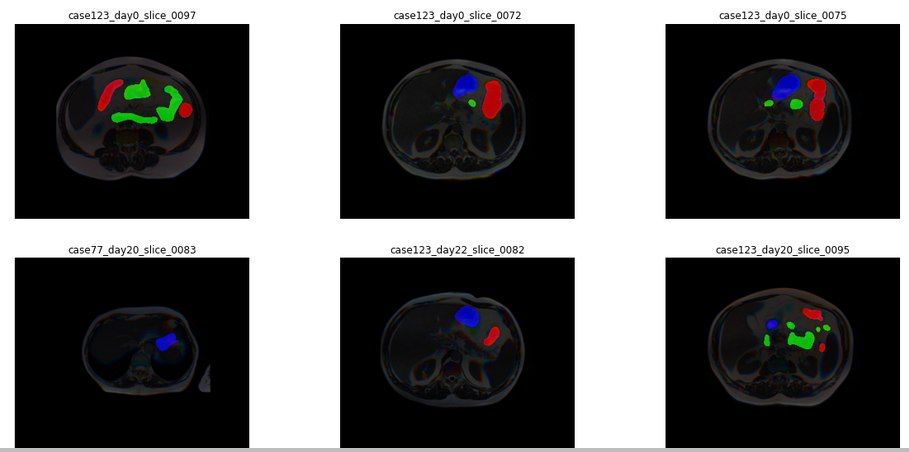 case123_day0_slice_0097
case123_day0_slice_0072
case123_day0_slice_0075
case77_day20_slice_0083
case123_day22_slice_0082
case123_day20_slice_0095